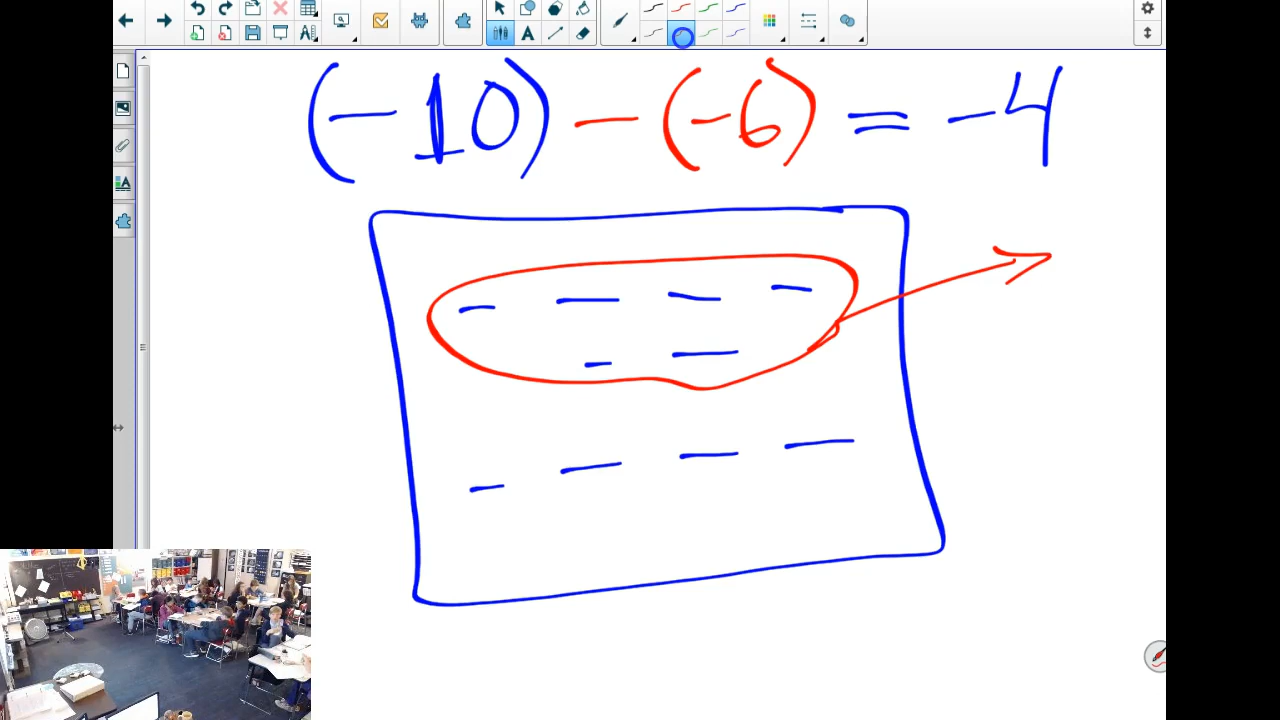 (-10) - (-6) = -4
- - - -
- -
- - - -